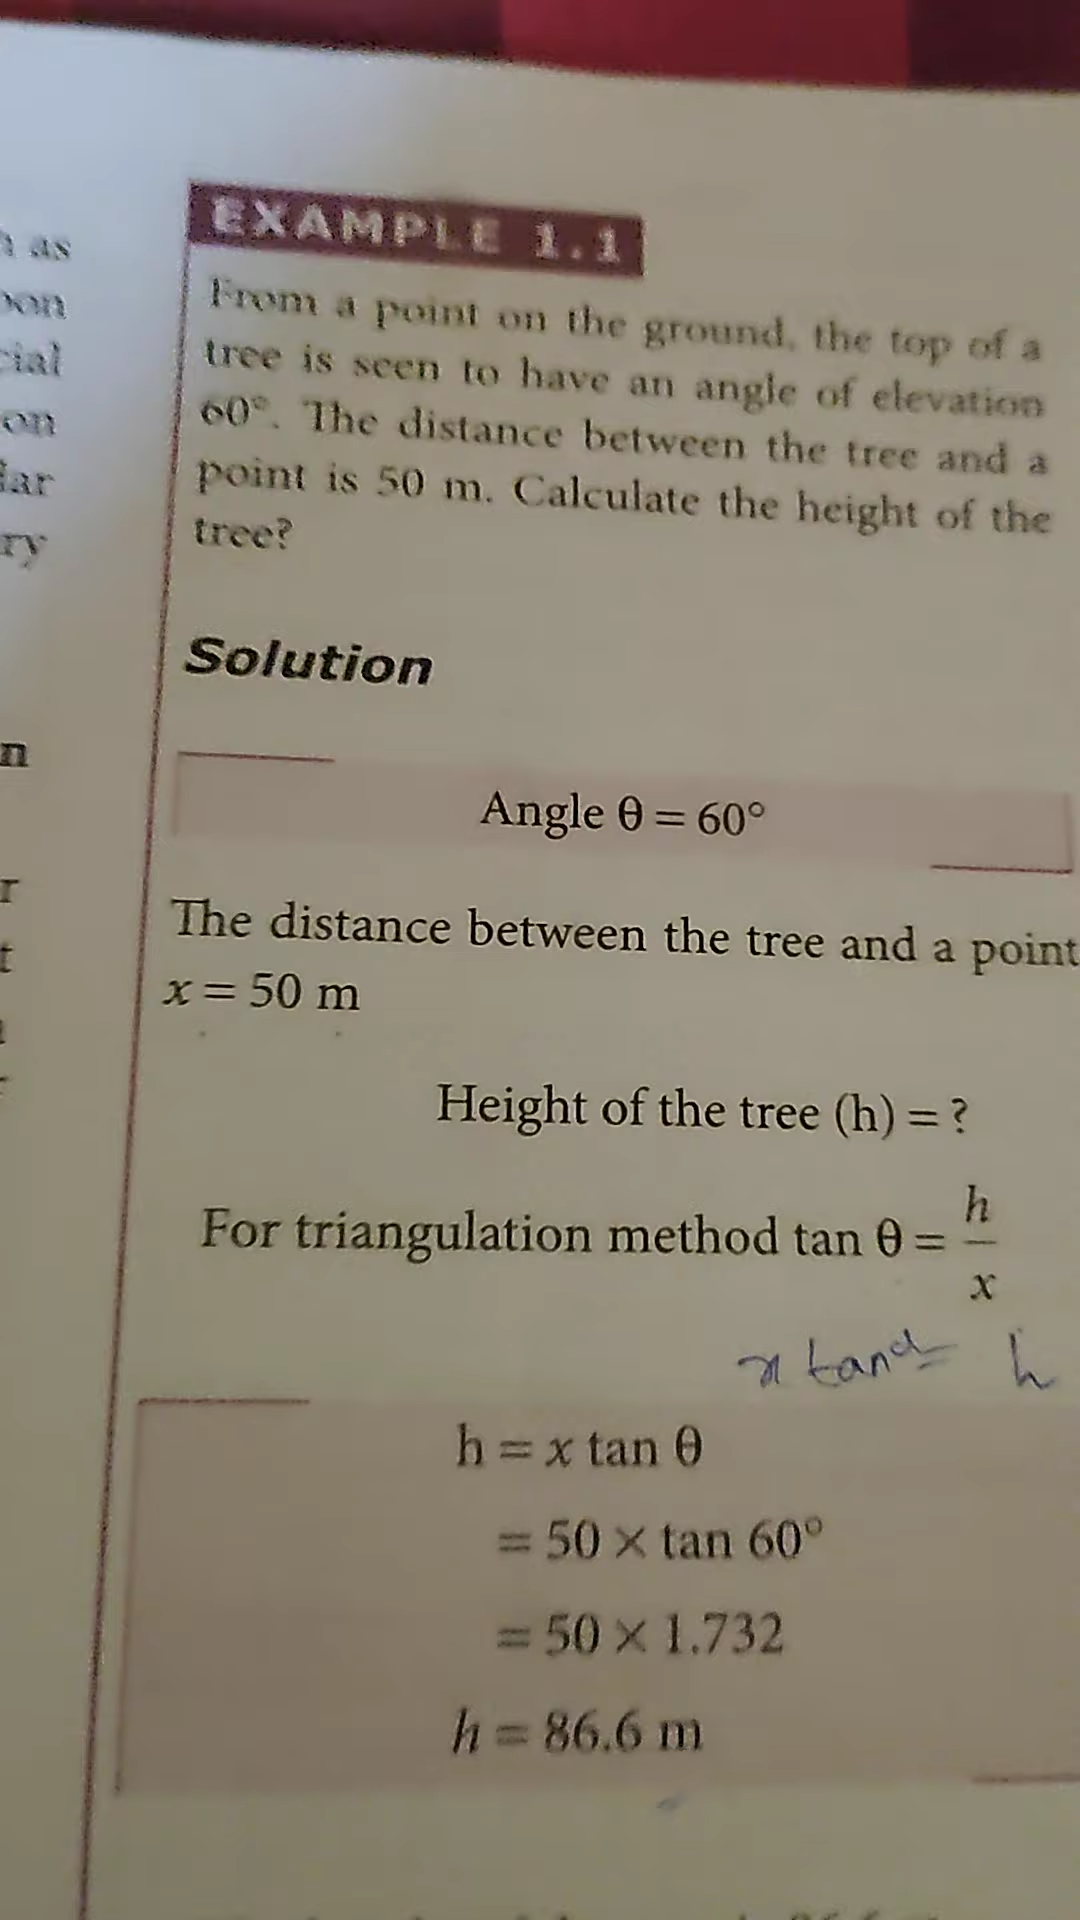 EXAMPLE 1.1
From a point on the ground, the top of a
tree is seen to have an angle of elevation
60°. The distance between the tree and a
point is 50 m. Calculate the height of the
tree?
Solution
Angle θ = 60°
The distance between the tree and a point
x = 50 m
Height of the tree (h) = ?
For triangulation method tan θ = h/x
x tan = h
h = x tan θ
= 50 × tan 60°
= 50 × 1.732
h = 86.6 m